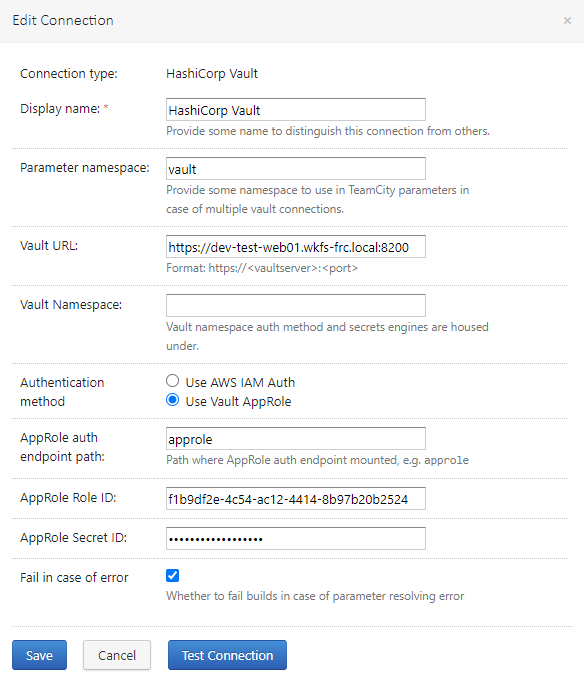 Edit Connection ×
Connection type: HashiCorp Vault
Display name: * HashiCorp Vault
Provide some name to distinguish this connection from others.
Parameter namespace: vault
Provide some namespace to use in TeamCity parameters in
case of multiple vault connections.
Vault URL: https://dev-test-web01.wkfs-frc.local:8200
Format: https://<vaultserver>:<port>
Vault Namespace:
Vault namespace auth method and secrets engines are housed
under.
Authentication
method
Use AWS IAM Auth
Use Vault AppRole
AppRole auth
endpoint path:
approle
Path where AppRole auth endpoint mounted, e.g. approle
AppRole Role ID: f1b9df2e-4c54-ac12-4414-8b97b20b2524
AppRole Secret ID: ••••••••••••••••••
Fail in case of error
Whether to fail builds in case of parameter resolving error
Save Cancel Test Connection